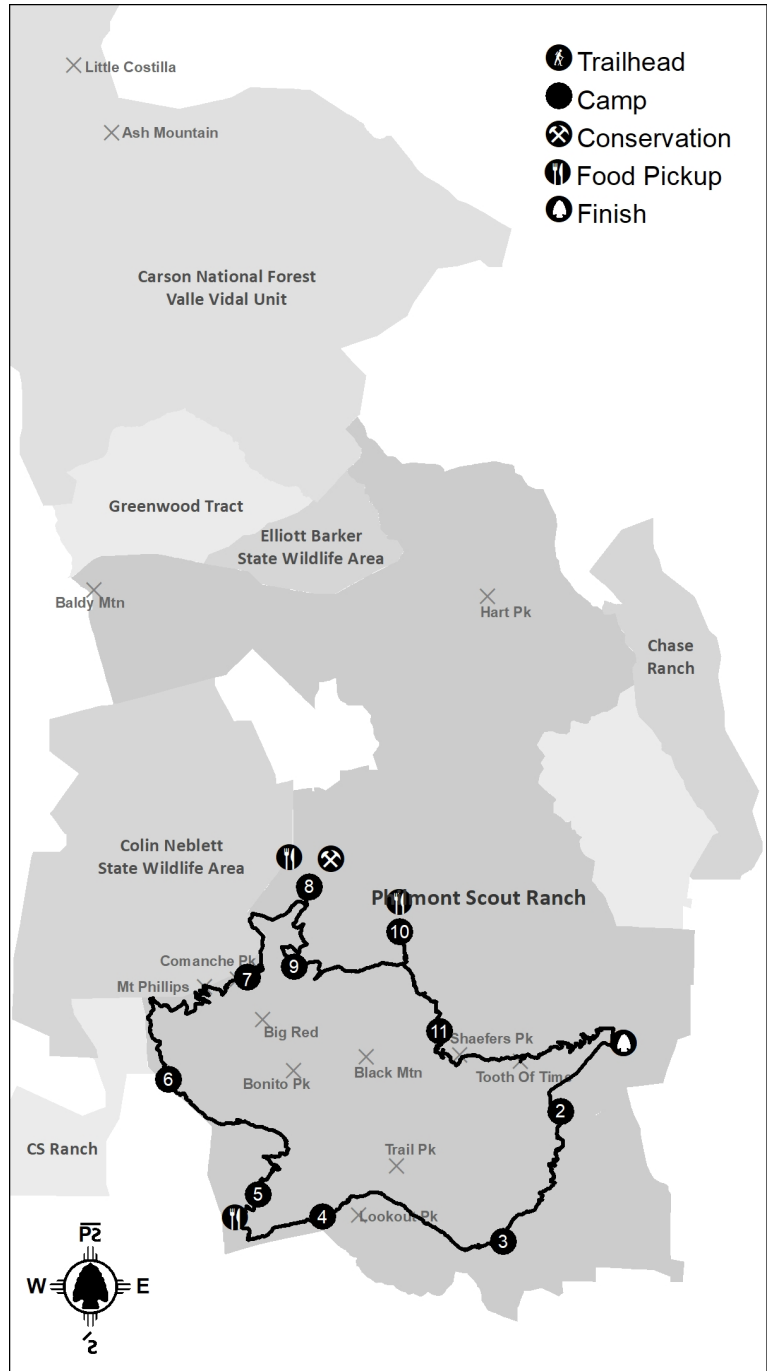 Little Costilla
Ash Mountain
Trailhead
Camp
Conservation
Food Pickup
Finish
Carson National Forest
Valle Vidal Unit
Greenwood Tract
Elliott Barker
State Wildlife Area
Baldy Mtn
Hart Pk
Chase
Ranch
Colin Neblett
State Wildlife Area
8
Philmont Scout Ranch
10
Comanche Pk
9
7
Mt Phillips
Big Red
11
Shaefers Pk
Black Mtn
Tooth Of Time
Bonito Pk
6
2
CS Ranch
Trail Pk
5
4
Lookout Pk
3
W
E